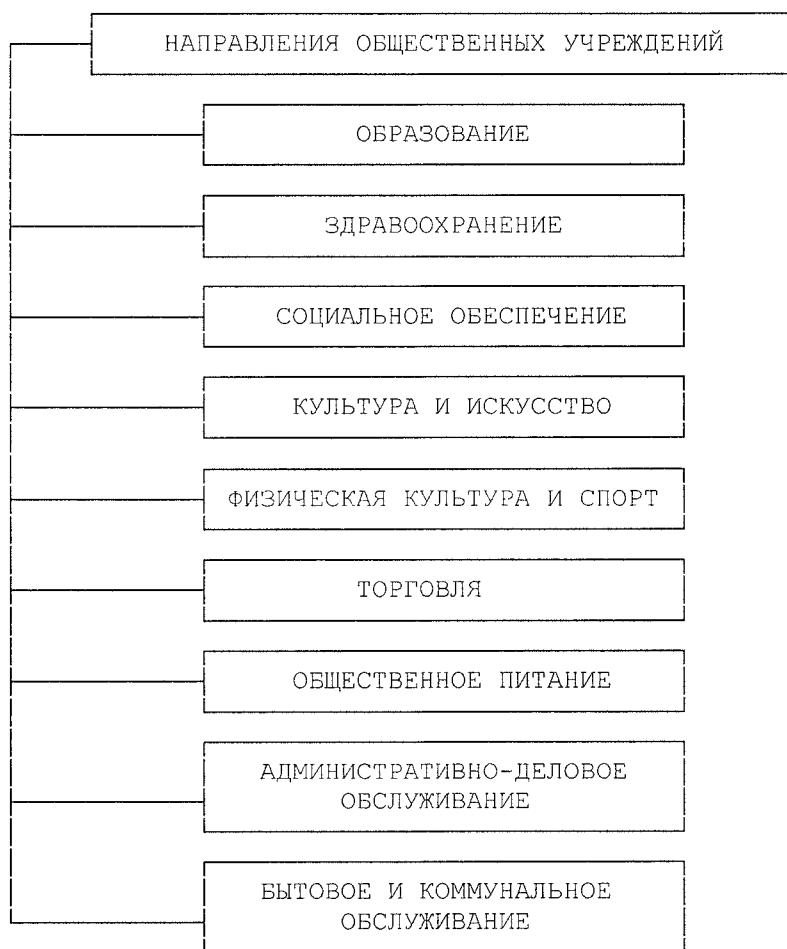 НАПРАВЛЕНИЯ ОБЩЕСТВЕННЫХ УЧРЕЖДЕНИЙ
ОБРАЗОВАНИЕ
ЗДРАВООХРАНЕНИЕ
СОЦИАЛЬНОЕ ОБЕСПЕЧЕНИЕ
КУЛЬТУРА И ИСКУССТВО
ФИЗИЧЕСКАЯ КУЛЬТУРА И СПОРТ
ТОРГОВЛЯ
ОБЩЕСТВЕННОЕ ПИТАНИЕ
АДМИНИСТРАТИВНО-ДЕЛОВОЕ
ОБСЛУЖИВАНИЕ
БЫТОВОЕ И КОММУНАЛЬНОЕ
ОБСЛУЖИВАНИЕ